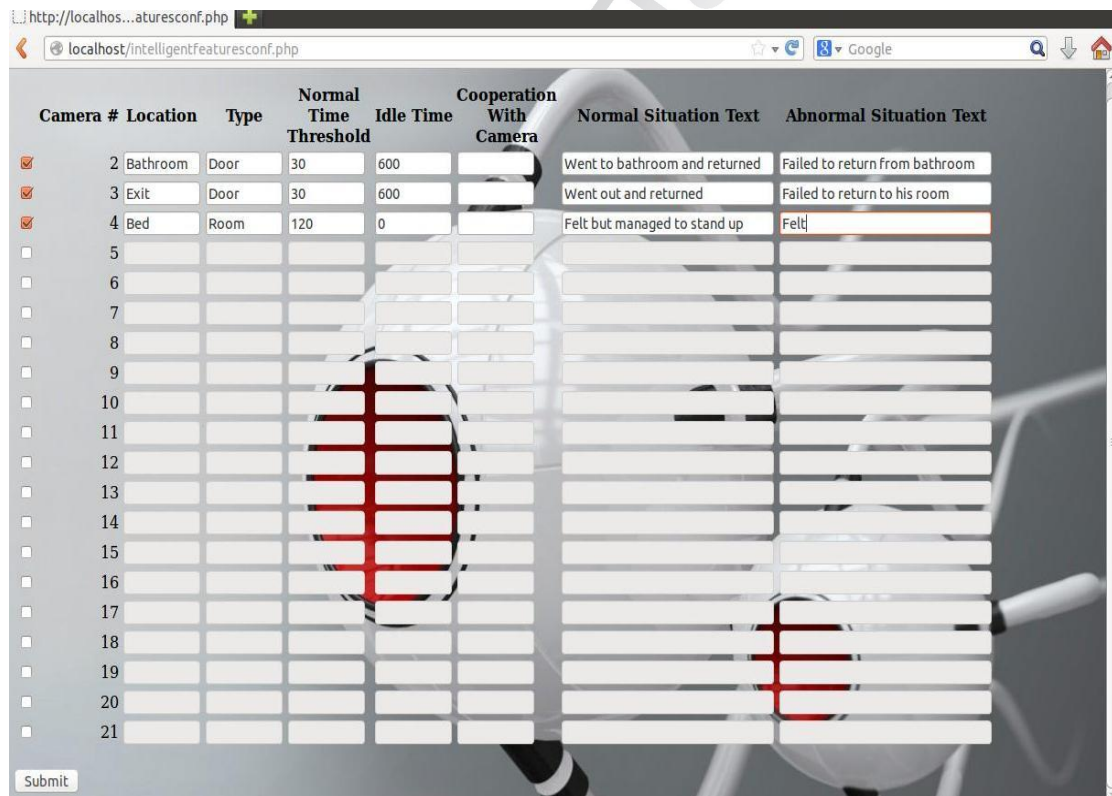 http://localhos...aturesconf.php
localhost/intelligentfeaturesconf.php
Google
Camera # Location Type Normal Time Threshold Idle Time Cooperation With Camera Normal Situation Text Abnormal Situation Text
2 Bathroom Door 30 600 Went to bathroom and returned Failed to return from bathroom
3 Exit Door 30 600 Went out and returned Failed to return to his room
4 Bed Room 120 0 Felt but managed to stand up Felt
5
6
7
8
9
10
11
12
13
14
15
16
17
18
19
20
21
Submit